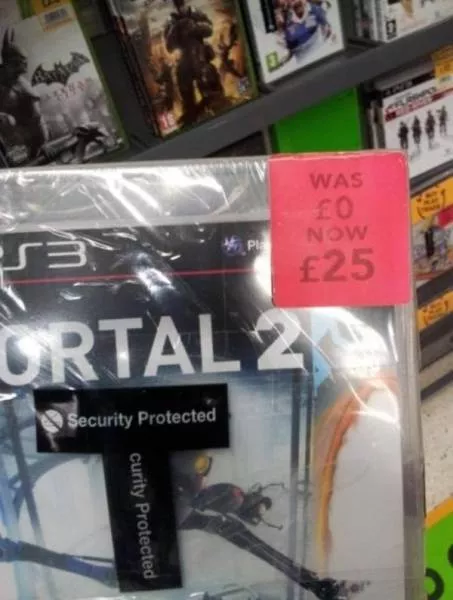 WAS
£0
NOW
£25
PS3
ORTAL 2
Security Protected
curity Protected